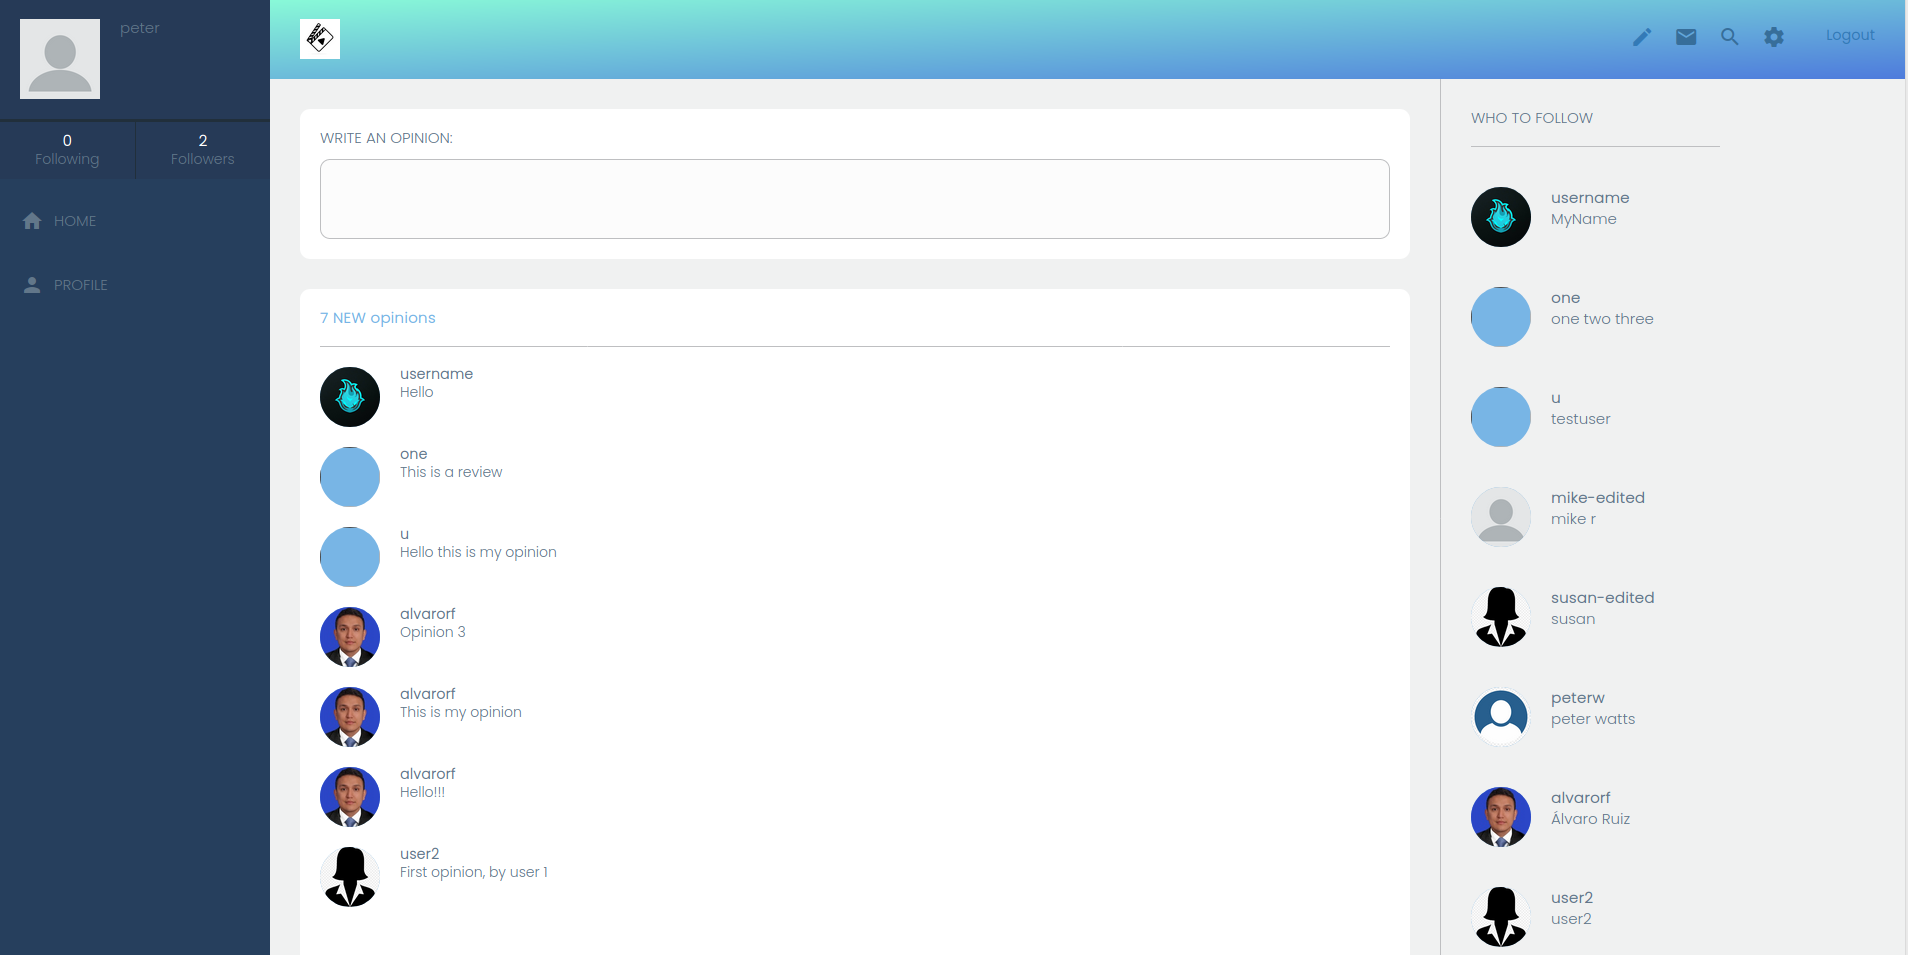 peter
0
Following
2
Followers
HOME
PROFILE
Logout
WRITE AN OPINION:
7 NEW opinions
username
Hello
one
This is a review
u
Hello this is my opinion
alvarorf
Opinion 3
alvarorf
This is my opinion
alvarorf
Hello!!!
user2
First opinion, by user 1
WHO TO FOLLOW
username
MyName
one
one two three
u
testuser
mike-edited
mike r
susan-edited
susan
peterw
peter watts
alvarorf
Álvaro Ruiz
user2
user2